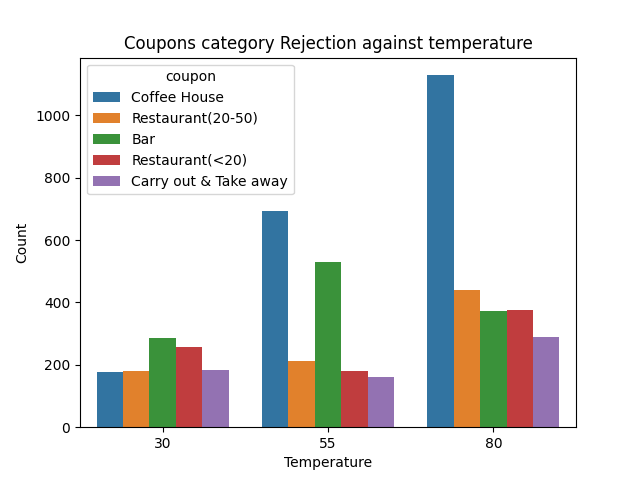 Coupons category Rejection against temperature
coupon
Coffee House
Restaurant(20-50)
Bar
Restaurant(<20)
Carry out & Take away
Count
1000
800
600
400
200
0
30 55 80
Temperature